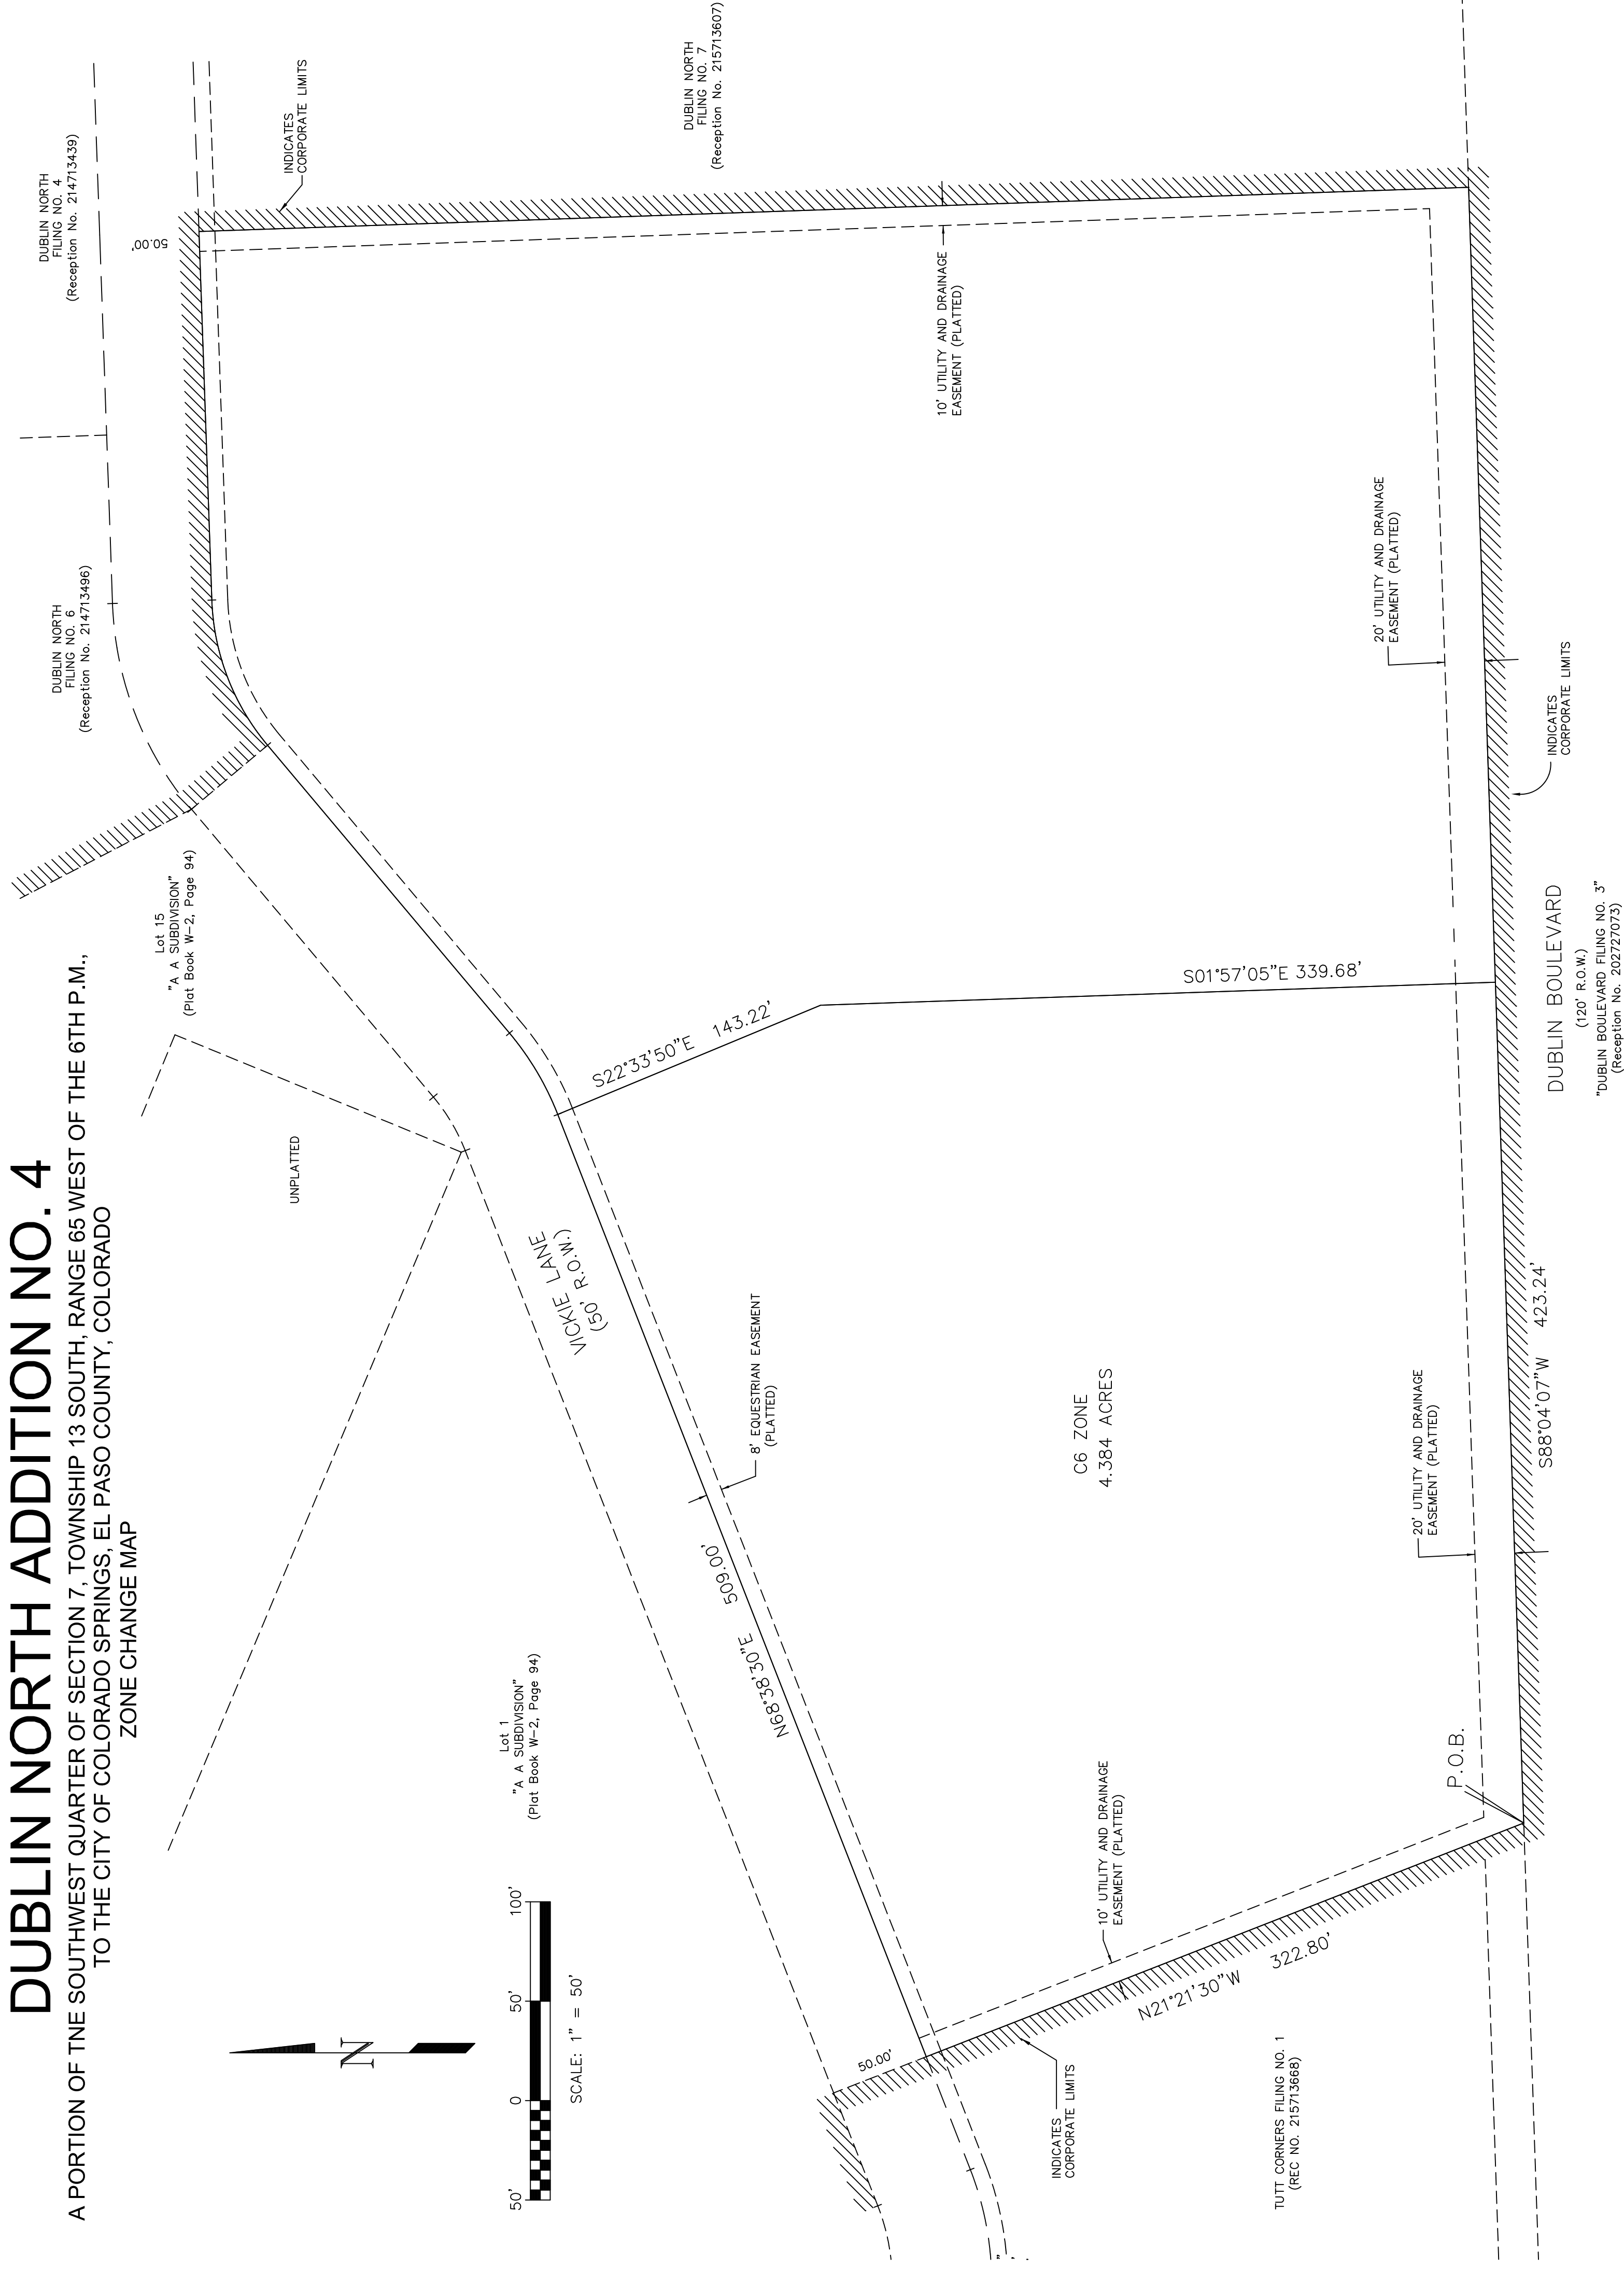 DUBLIN NORTH ADDITION NO. 4
A PORTION OF TNE SOUTHWEST QUARTER OF SECTION 7, TOWNSHIP 13 SOUTH, RANGE 65 WEST OF THE 6TH P.M.,
TO THE CITY OF COLORADO SPRINGS, EL PASO COUNTY, COLORADO
ZONE CHANGE MAP
DUBLIN NORTH
FILING NO. 4
(Reception No. 214713439)
DUBLIN NORTH
FILING NO. 6
(Reception No. 214713496)
50.00'
INDICATES
CORPORATE LIMITS
DUBLIN NORTH
FILING NO. 7
(Reception No. 215713607)
Lot 15
"A A SUBDIVISION"
(Plat Book W-2, Page 94)
UNPLATTED
N
50'
0
50'
100'
SCALE: 1" = 50'
Lot 1
"A A SUBDIVISION"
(Plat Book W-2, Page 94)
VICKIE LANE
(50' R.O.W.)
S22°33'50"E 143.22'
S01°57'05"E 339.68'
N68°38'30"E 509.00'
8' EQUESTRIAN EASEMENT
(PLATTED)
10' UTILITY AND DRAINAGE
EASEMENT (PLATTED)
C6 ZONE
4.384 ACRES
50.00'
10' UTILITY AND DRAINAGE
EASEMENT (PLATTED)
N21°21'30"W 322.80'
INDICATES
CORPORATE LIMITS
TUTT CORNERS FILING NO. 1
(REC NO. 215713668)
20' UTILITY AND DRAINAGE
EASEMENT (PLATTED)
20' UTILITY AND DRAINAGE
EASEMENT (PLATTED)
P.O.B.
S88°04'07"W 423.24'
INDICATES
CORPORATE LIMITS
DUBLIN BOULEVARD
(120' R.O.W.)
"DUBLIN BOULEVARD FILING NO. 3"
(Reception No. 202727073)